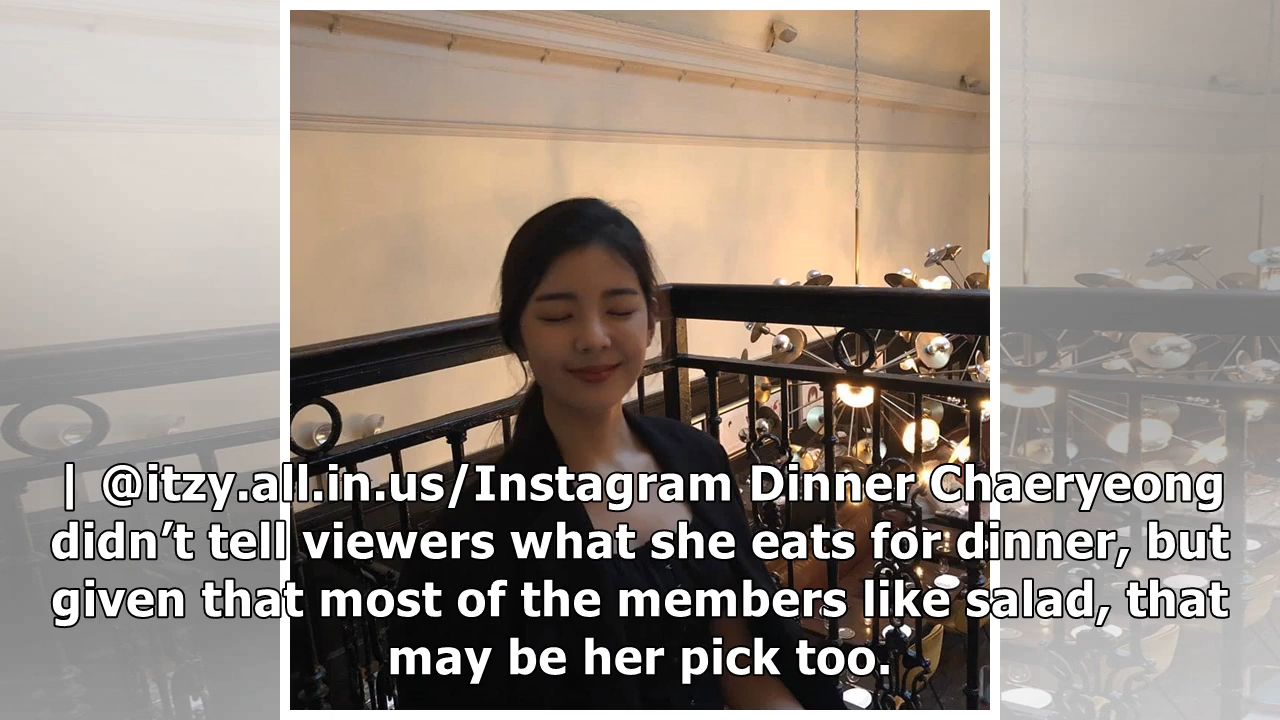 | @itzy.all.in.us/Instagram Dinner Chaeryeong
didn’t tell viewers what she eats for dinner, but
given that most of the members like salad, that
may be her pick too.